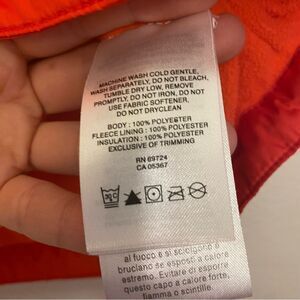 MACHINE WASH COLD GENTLE,
WASH SEPARATELY, DO NOT BLEACH,
TUMBLE DRY LOW, REMOVE
PROMPTLY, DO NOT IRON, DO NOT
USE FABRIC SOFTENER,
DO NOT DRYCLEAN
BODY : 100% POLYESTER
FLEECE LINING : 100% POLYESTER
INSULATION : 100% POLYESTER
EXCLUSIVE OF TRIMMING
RN 69724
CA 05367
al fuoco e si sciolgono e
bruciano se esposti a calore
estremo. Evitare di esporre
questo capo a calore forte,
fiamma o scintille